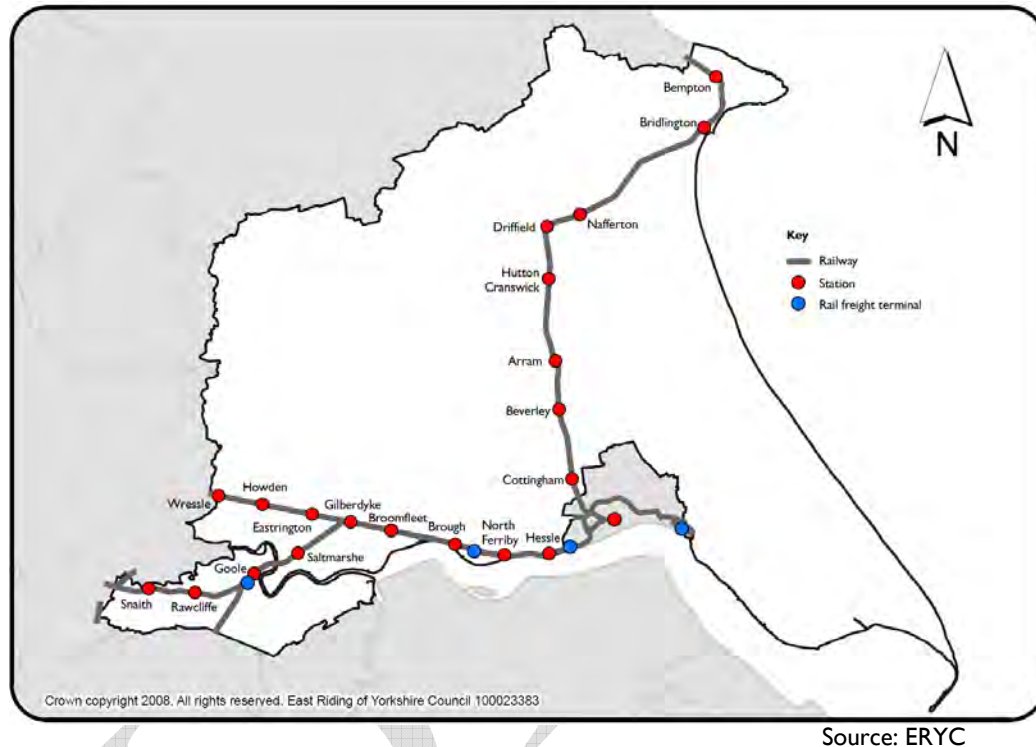 Bempton
Bridlington
N
Nafferton
Driffield
Key
Railway
Hutton
Cranswick
Station
Rail freight terminal
Arram
Beverley
Cottingham
Howden
Wressle
Gilberdyke
Eastrington
Broomfleet
Brough
North
Ferriby
Hessle
Saltmarshe
Goole
Snaith
Rawcliffe
Crown copyright 2008. All rights reserved. East Riding of Yorkshire Council 100023383
Source: ERYC